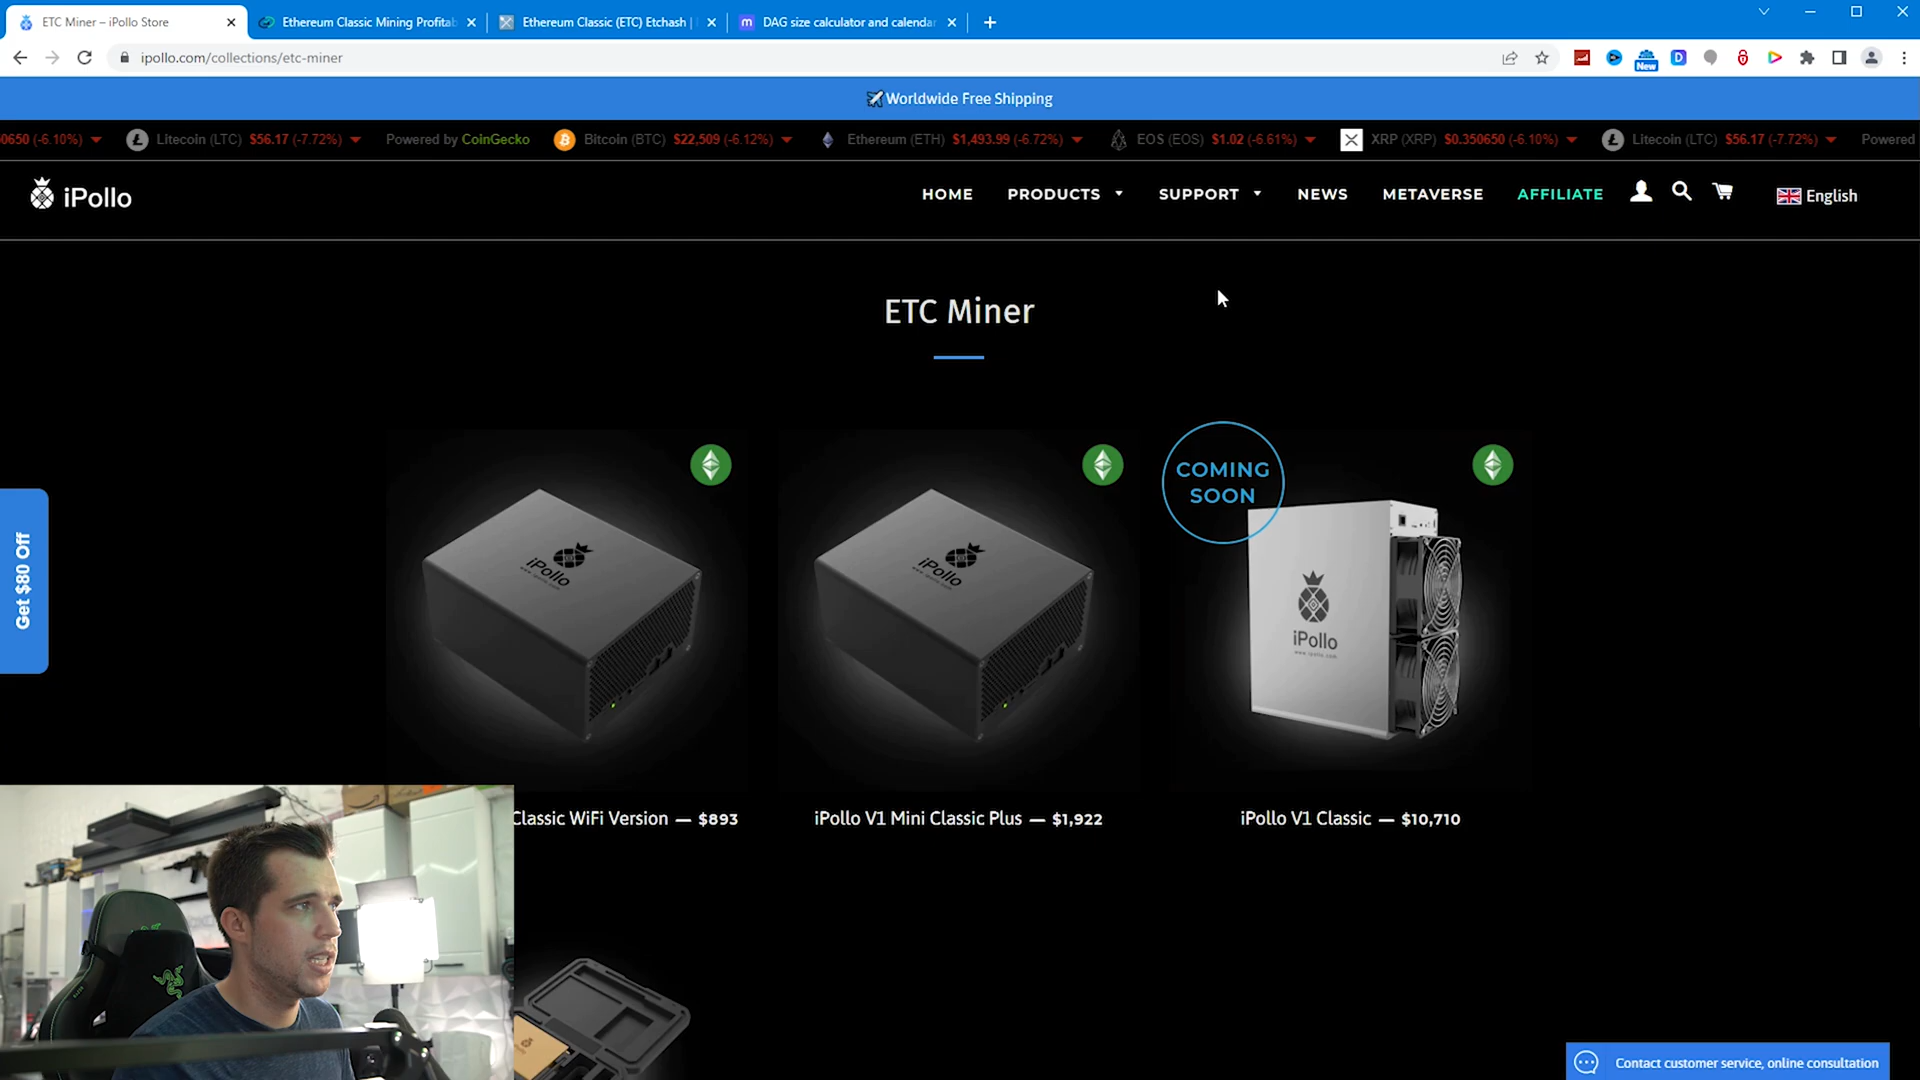 ETC Miner – iPollo Store
Ethereum Classic Mining Profitab
Ethereum Classic (ETC) Etchash |
DAG size calculator and calendar
ipollo.com/collections/etc-miner
New
Worldwide Free Shipping
0650 (-6.10%) Litecoin (LTC) $56.17 (-7.72%) Powered by CoinGecko Bitcoin (BTC) $22,509 (-6.12%) Ethereum (ETH) $1,493.99 (-6.72%) EOS (EOS) $1.02 (-6.61%) XRP (XRP) $0.350650 (-6.10%) Litecoin (LTC) $56.17 (-7.72%) Powered
iPollo
HOME PRODUCTS SUPPORT NEWS METAVERSE AFFILIATE English
ETC Miner
COMING
SOON
iPollo
iPollo
iPollo
www.ipollo.com
Get $80 Off
Classic WiFi Version — $893
iPollo V1 Mini Classic Plus — $1,922
iPollo V1 Classic — $10,710
Contact customer service, online consultation